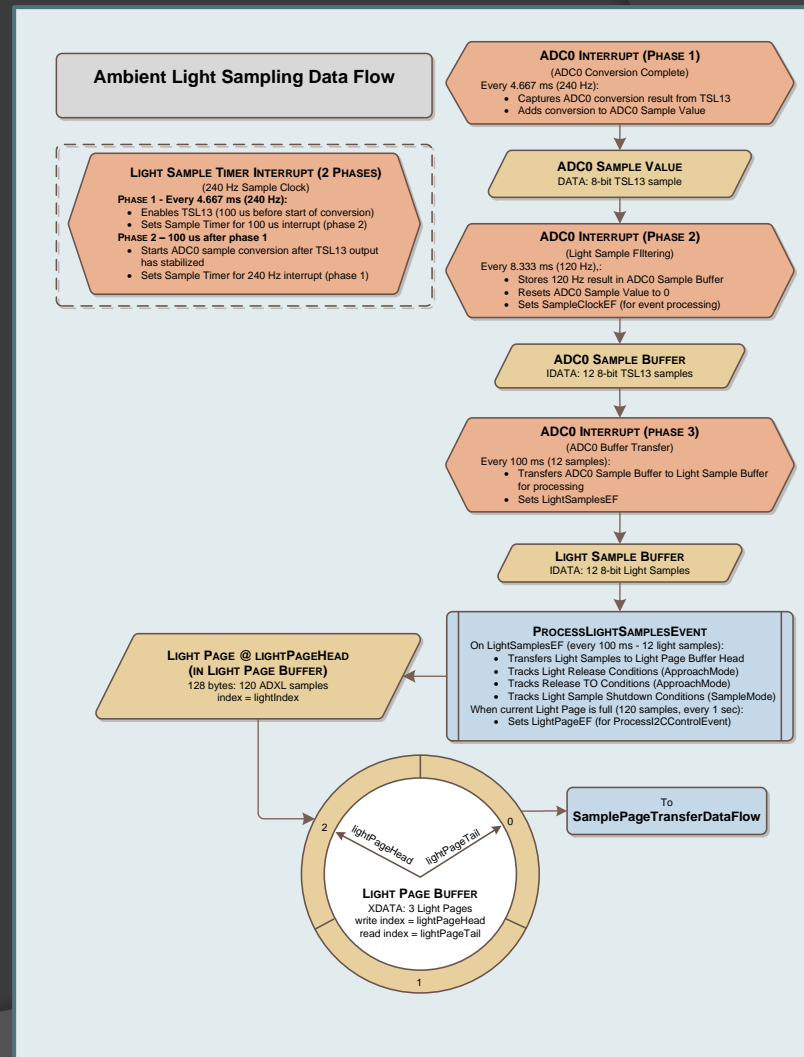 Ambient Light Sampling Data Flow
LIGHT SAMPLE TIMER INTERRUPT (2 PHASES)
(240 Hz Sample Clock)
PHASE 1 - Every 4.667 ms (240 Hz):
• Enables TSL13 (100 us before start of conversion)
• Sets Sample Timer for 100 us interrupt (phase 2)
PHASE 2 – 100 us after phase 1
• Starts ADC0 sample conversion after TSL13 output
has stabilized
• Sets Sample Timer for 240 Hz interrupt (phase 1)
ADC0 INTERRUPT (PHASE 1)
(ADC0 Conversion Complete)
Every 4.667 ms (240 Hz):
• Captures ADC0 conversion result from TSL13
• Adds conversion to ADC0 Sample Value
ADC0 SAMPLE VALUE
DATA: 8-bit TSL13 sample
ADC0 INTERRUPT (PHASE 2)
(Light Sample FIltering)
Every 8.333 ms (120 Hz),:
• Stores 120 Hz result in ADC0 Sample Buffer
• Resets ADC0 Sample Value to 0
• Sets SampleClockEF (for event processing)
ADC0 SAMPLE BUFFER
IDATA: 12 8-bit TSL13 samples
ADC0 INTERRUPT (PHASE 3)
(ADC0 Buffer Transfer)
Every 100 ms (12 samples):
• Transfers ADC0 Sample Buffer to Light Sample Buffer
for processing
• Sets LightSamplesEF
LIGHT SAMPLE BUFFER
IDATA: 12 8-bit Light Samples
PROCESSLIGHTSAMPLESEVENT
On LightSamplesEF (every 100 ms - 12 light samples):
• Transfers Light Samples to Light Page Buffer Head
• Tracks Light Release Conditions (ApproachMode)
• Tracks Release TO Conditions (ApproachMode)
• Tracks Light Sample Shutdown Conditions (SampleMode)
When current Light Page is full (120 samples, every 1 sec):
• Sets LightPageEF (for ProcessI2CControlEvent)
LIGHT PAGE @ LIGHTPAGEHEAD
(IN LIGHT PAGE BUFFER)
128 bytes: 120 ADXL samples
index = lightIndex
To
SamplePageTransferDataFlow
2
0
lightPageHead
lightPageTail
LIGHT PAGE BUFFER
XDATA: 3 Light Pages
write index = lightPageHead
read index = lightPageTail
1